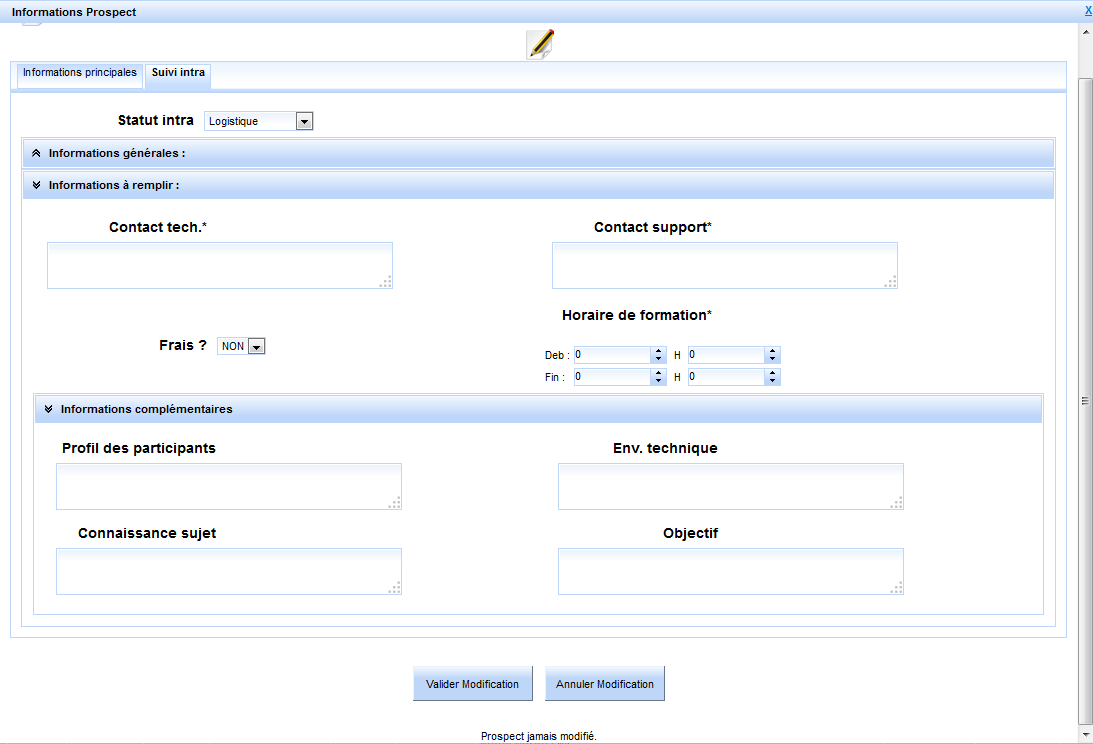 Informations Prospect X
Informations principales Suivi intra
Statut intra Logistique
Informations générales :
Informations à remplir :
Contact tech.* Contact support*
Horaire de formation*
Frais ? NON
Deb : 0 H 0
Fin : 0 H 0
Informations complémentaires
Profil des participants Env. technique
Connaissance sujet Objectif
Valider Modification Annuler Modification
Prospect jamais modifié.